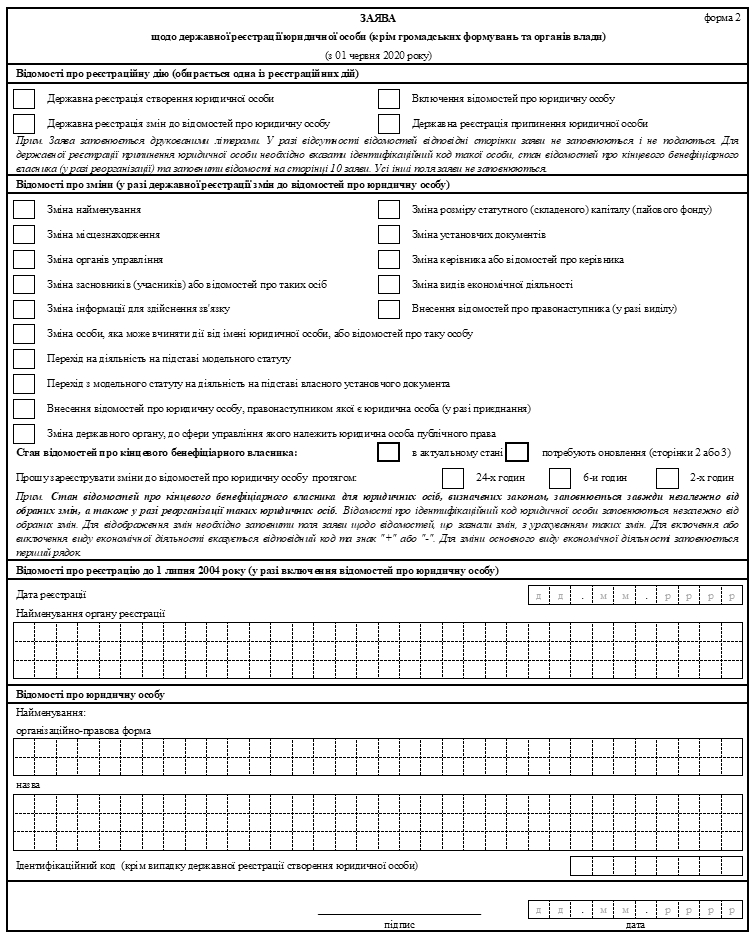 ЗАЯВА
форма 2
щодо державної реєстрації юридичної особи (крім громадських формувань та органів влади)
(з 01 червня 2020 року)
Відомості про реєстраційну дію (обирається одна із реєстраційних дій)
Державна реєстрація створення юридичної особи
Включення відомостей про юридичну особу
Державна реєстрація змін до відомостей про юридичну особу
Державна реєстрація припинення юридичної особи
Прим. Заява заповнюється друкованими літерами. У разі відсутності відомостей відповідні сторінки заяви не заповнюються і не подаються. Для
державної реєстрації припинення юридичної особи необхідно вказати ідентифікаційний код такої особи, стан відомостей про кінцевого бенефіціарного
власника (у разі реорганізації) та заповнити відомості на сторінці 10 заяви. Усі інші поля заяви не заповнюються.
Відомості про зміни (у разі державної реєстрації змін до відомостей про юридичну особу)
Зміна найменування
Зміна розміру статутного (складеного) капіталу (пайового фонду)
Зміна місцезнаходження
Зміна установчих документів
Зміна органів управління
Зміна керівника або відомостей про керівника
Зміна засновників (учасників) або відомостей про таких осіб
Зміна видів економічної діяльності
Зміна інформації для здійснення зв'язку
Внесення відомостей про правонаступника (у разі виділу)
Зміна особи, яка може вчиняти дії від імені юридичної особи, або відомостей про таку особу
Перехід на діяльність на підставі модельного статуту
Перехід з модельного статуту на діяльність на підставі власного установчого документа
Внесення відомостей про юридичну особу, правонаступником якої є юридична особа (у разі приєднання)
Зміна державного органу, до сфери управління якого належить юридична особа публічного права
Стан відомостей про кінцевого бенефіціарного власника:
в актуальному стані
потребують оновлення (сторінки 2 або 3)
Прошу зареєструвати зміни до відомостей про юридичну особу протягом:
24-х годин
6-и годин
2-х годин
Прим. Стан відомостей про кінцевого бенефіціарного власника для юридичних осіб, визначених законом, заповнюється завжди незалежно від
обраних змін, а також у разі реорганізації таких юридичних осіб. Відомості про ідентифікаційний код юридичної особи заповнюються незалежно від
обраних змін. Для відображення змін необхідно заповнити поля заяви щодо відомостей, що зазнали змін, з урахуванням таких змін. Для включення або
виключення виду економічної діяльності вказується відповідний код та знак "+" або "-". Для зміни основного виду економічної діяльності заповнюється
перший рядок.
Відомості про реєстрацію до 1 липня 2004 року (у разі включення відомостей про юридичну особу)
Дата реєстрації
д д . м м . р р р р
Найменування органу реєстрації
Відомості про юридичну особу
Найменування:
організаційно-правова форма
назва
Ідентифікаційний код (крім випадку державної реєстрації створення юридичної особи)
д д . м м . р р р р
підпис
дата